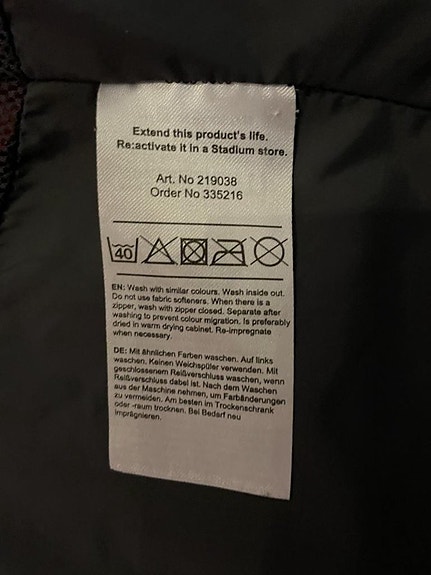 Extend this product's life.
Re:activate it in a Stadium store.
Art. No 219038
Order No 335216
40
EN: Wash with similar colours. Wash inside out.
Do not use fabric softeners. When there is a
zipper, wash with zipper closed. Separate after
washing to prevent colour migration. Is preferably
dried in warm drying cabinet. Re-impregnate
when necessary.
DE: Mit ähnlichen Farben waschen. Auf links
waschen. Keinen Weichspüler verwenden. Mit
geschlossenem Reißverschluss waschen, wenn
Reißverschluss dabei ist. Nach dem Waschen
aus der Maschine nehmen, um Farbänderungen
zu vermeiden. Am besten im Trockenschrank
oder -raum trocknen. Bei Bedarf neu
imprägnieren.